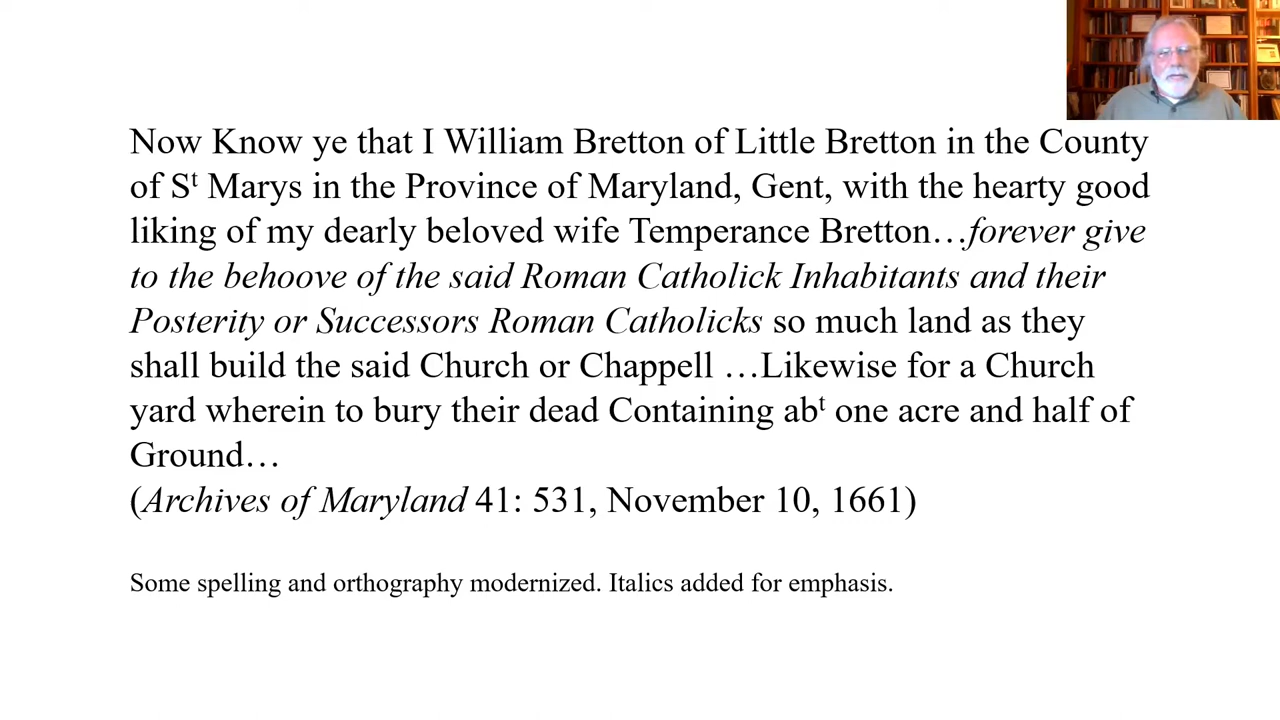 Now Know ye that I William Bretton of Little Bretton in the County
of Sᵗ Marys in the Province of Maryland, Gent, with the hearty good
liking of my dearly beloved wife Temperance Bretton…forever give
to the behoove of the said Roman Catholick Inhabitants and their
Posterity or Successors Roman Catholicks so much land as they
shall build the said Church or Chappell …Likewise for a Church
yard wherein to bury their dead Containing abᵗ one acre and half of
Ground…
(Archives of Maryland 41: 531, November 10, 1661)
Some spelling and orthography modernized. Italics added for emphasis.